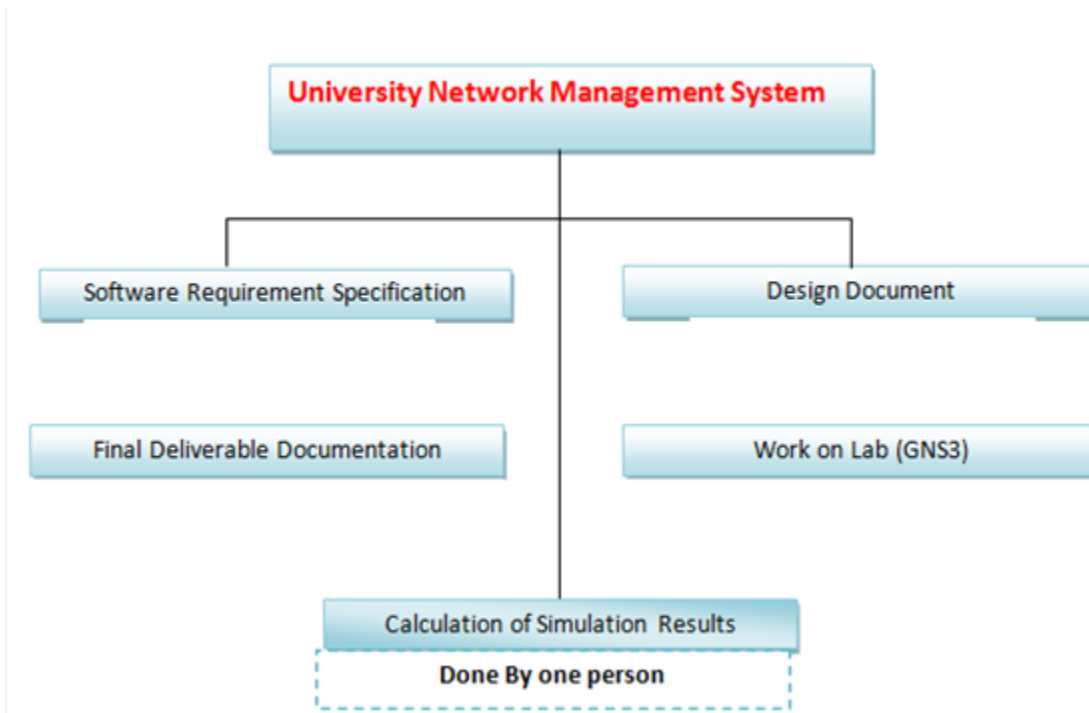 University Network Management System
Software Requirement Specification
Design Document
Final Deliverable Documentation
Work on Lab (GNS3)
Calculation of Simulation Results
Done By one person